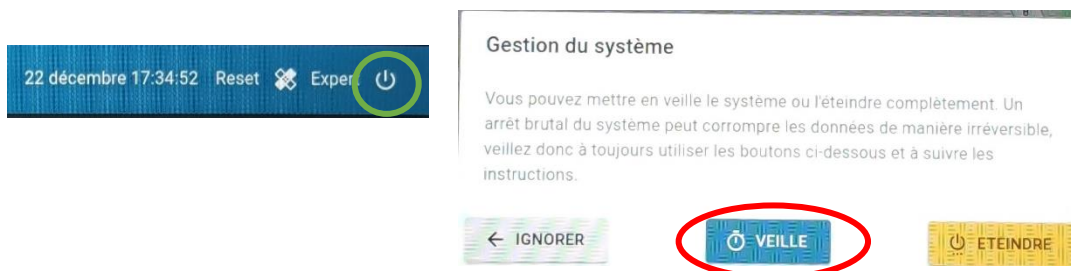 22 décembre 17:34:52 Reset Expert
Gestion du système
Vous pouvez mettre en veille le système ou l'éteindre complètement. Un
arrêt brutal du système peut corrompre les données de manière irréversible,
veillez donc à toujours utiliser les boutons ci-dessous et à suivre les
instructions.
← IGNORER
VEILLE
ETEINDRE